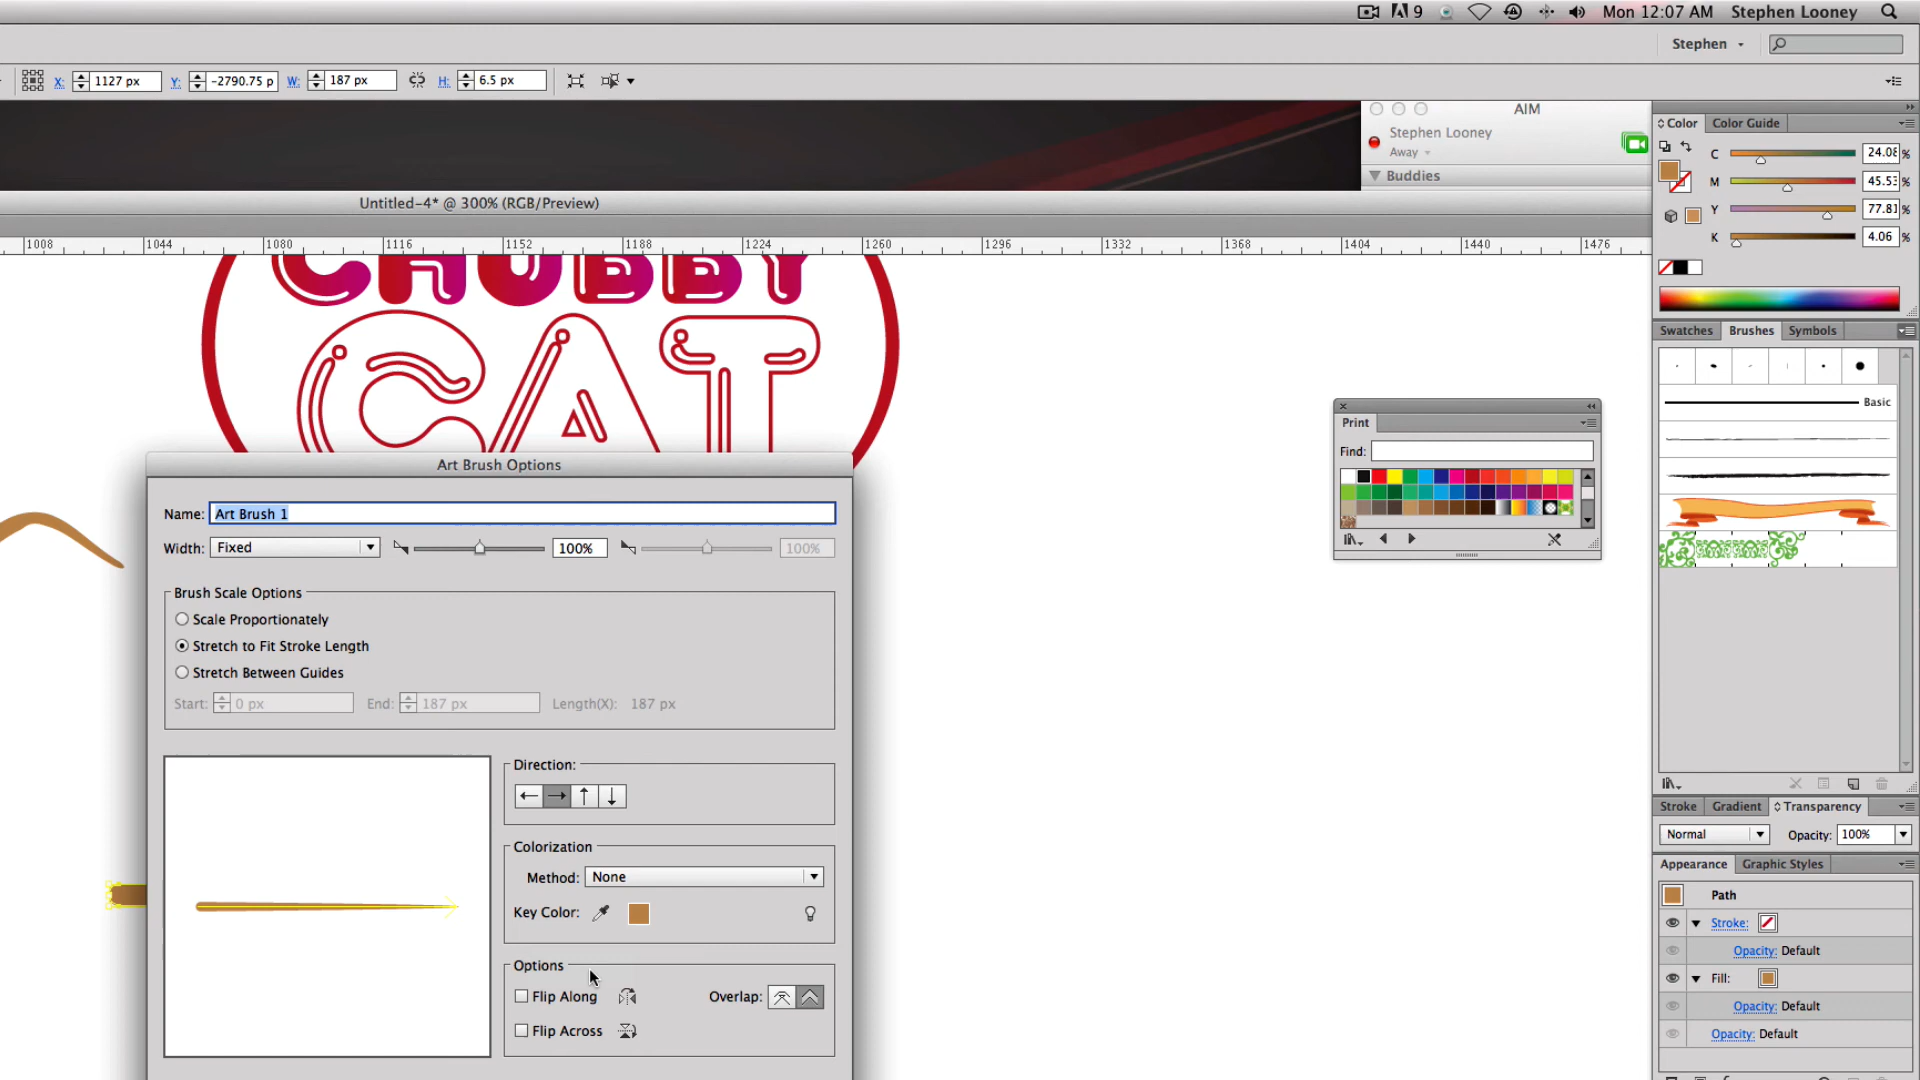 9
Mon 12:07 AM
Stephen Looney
Stephen
X: 1127 px
Y: -2790.75 p
W: 187 px
H: 6.5 px
AIM
Stephen Looney
Away
Buddies
Untitled-4* @ 300% (RGB/Preview)
1008 1044 1080 1116 1152 1188 1224 1260 1296 1332 1368 1404 1440 1476
CHUBBY
CAT
Color
Color Guide
C 24.08 %
M 45.53 %
Y 77.81 %
K 4.06 %
Swatches
Brushes
Symbols
Basic
Print
Find:
Art Brush Options
Name: Art Brush 1
Width: Fixed 100% 100%
Brush Scale Options
Scale Proportionately
Stretch to Fit Stroke Length
Stretch Between Guides
Start: 0 px End: 187 px Length(X): 187 px
Direction:
Colorization
Method: None
Key Color:
Options
Flip Along
Overlap:
Flip Across
Stroke
Gradient
Transparency
Normal
Opacity: 100%
Appearance
Graphic Styles
Path
Stroke:
Opacity: Default
Fill:
Opacity: Default
Opacity: Default